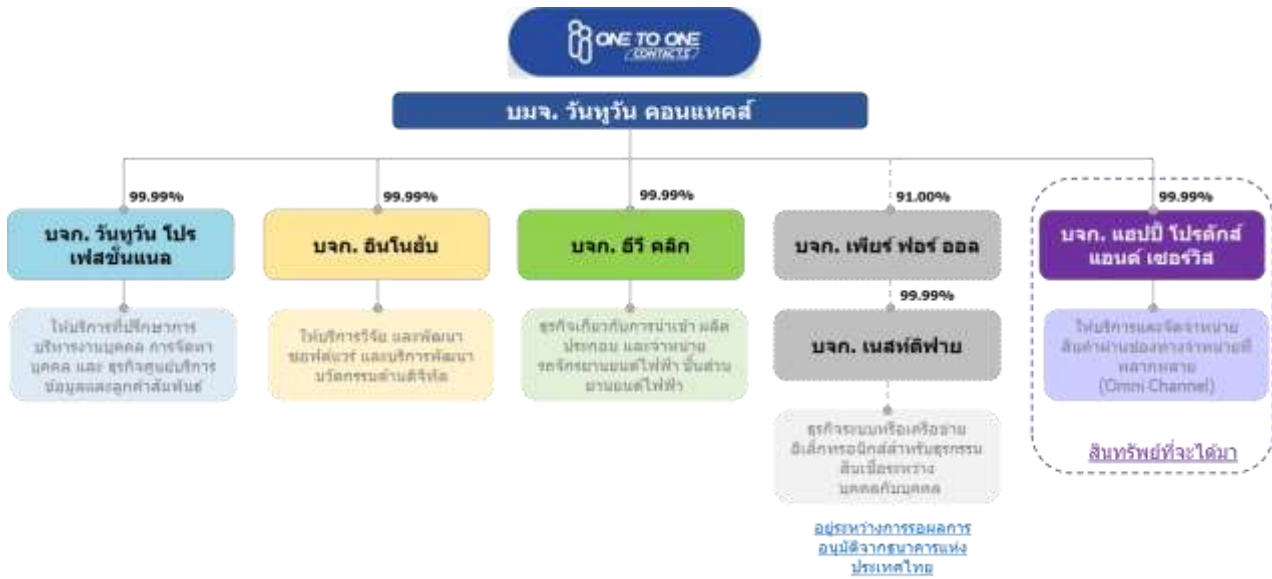 ONE TO ONE
CONTACTS
บมจ. วันทูวัน คอนแทคส์
99.99%
99.99%
99.99%
91.00%
99.99%
บจก. วันทูวัน โปร
เฟสชั่นแนล
บจก. อินโนฮับ
บจก. อีวี คลิก
บจก. เพียร์ ฟอร์ ออล
บจก. แฮปปี้ โปรดักส์
แอนด์ เซอร์วิส
99.99%
บจก. เนสท์ติฟาย
ให้บริการที่ปรึกษาการ
บริหารงานบุคคล การจัดหา
บุคคล และ ธุรกิจศูนย์บริการ
ข้อมูลและลูกค้าสัมพันธ์
ให้บริการวิจัย และพัฒนา
ซอฟต์แวร์ และบริการพัฒนา
นวัตกรรมด้านดิจิทัล
ธุรกิจเกี่ยวกับการนำเข้า ผลิต
ประกอบ และจำหน่าย
รถจักรยานยนต์ไฟฟ้า ชิ้นส่วน
ยานยนต์ไฟฟ้า
ให้บริการและจัดจำหน่าย
สินค้าผ่านช่องทางจำหน่ายที่
หลากหลาย
(Omni Channel)
ธุรกิจระบบหรือเครือข่าย
อิเล็กทรอนิกส์สำหรับธุรกรรม
สินเชื่อระหว่าง
บุคคลกับบุคคล
สินทรัพย์ที่จะได้มา
อยู่ระหว่างการรอผลการ
อนุมัติจากธนาคารแห่ง
ประเทศไทย